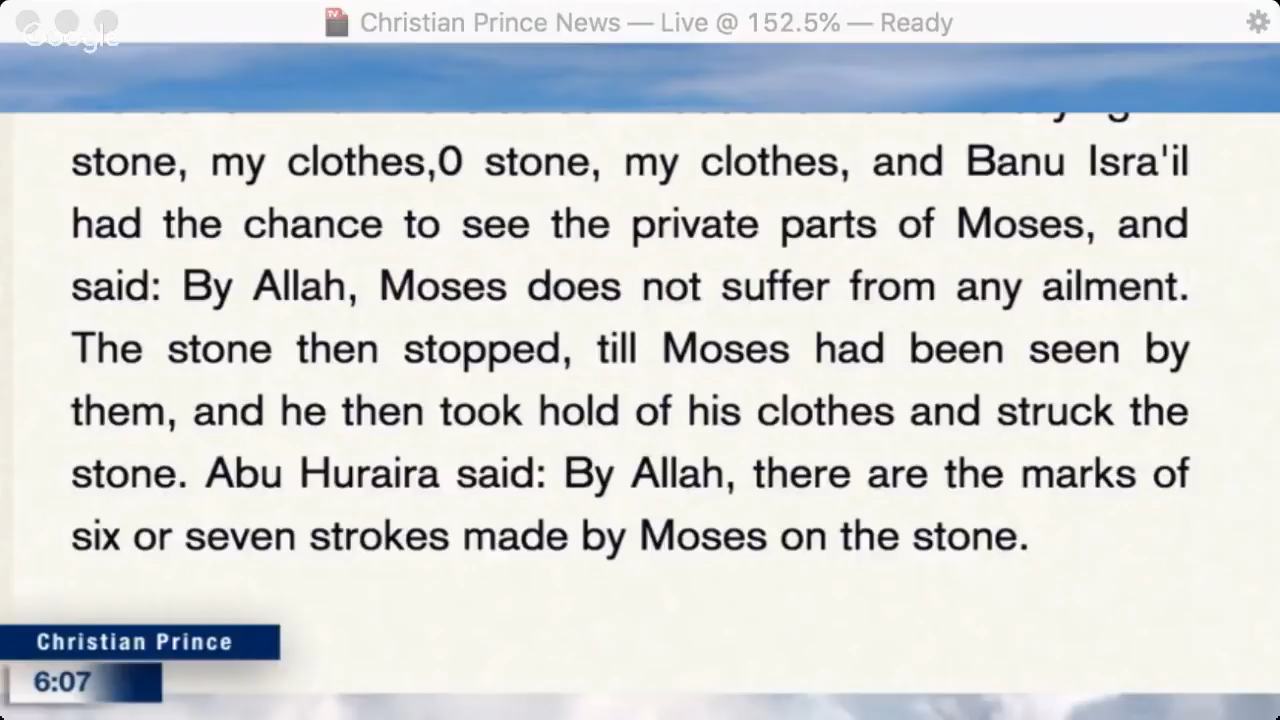 Christian Prince News — Live @ 152.5% — Ready
Google
stone, my clothes,0 stone, my clothes, and Banu Isra'il
had the chance to see the private parts of Moses, and
said: By Allah, Moses does not suffer from any ailment.
The stone then stopped, till Moses had been seen by
them, and he then took hold of his clothes and struck the
stone. Abu Huraira said: By Allah, there are the marks of
six or seven strokes made by Moses on the stone.
Christian Prince
6:07